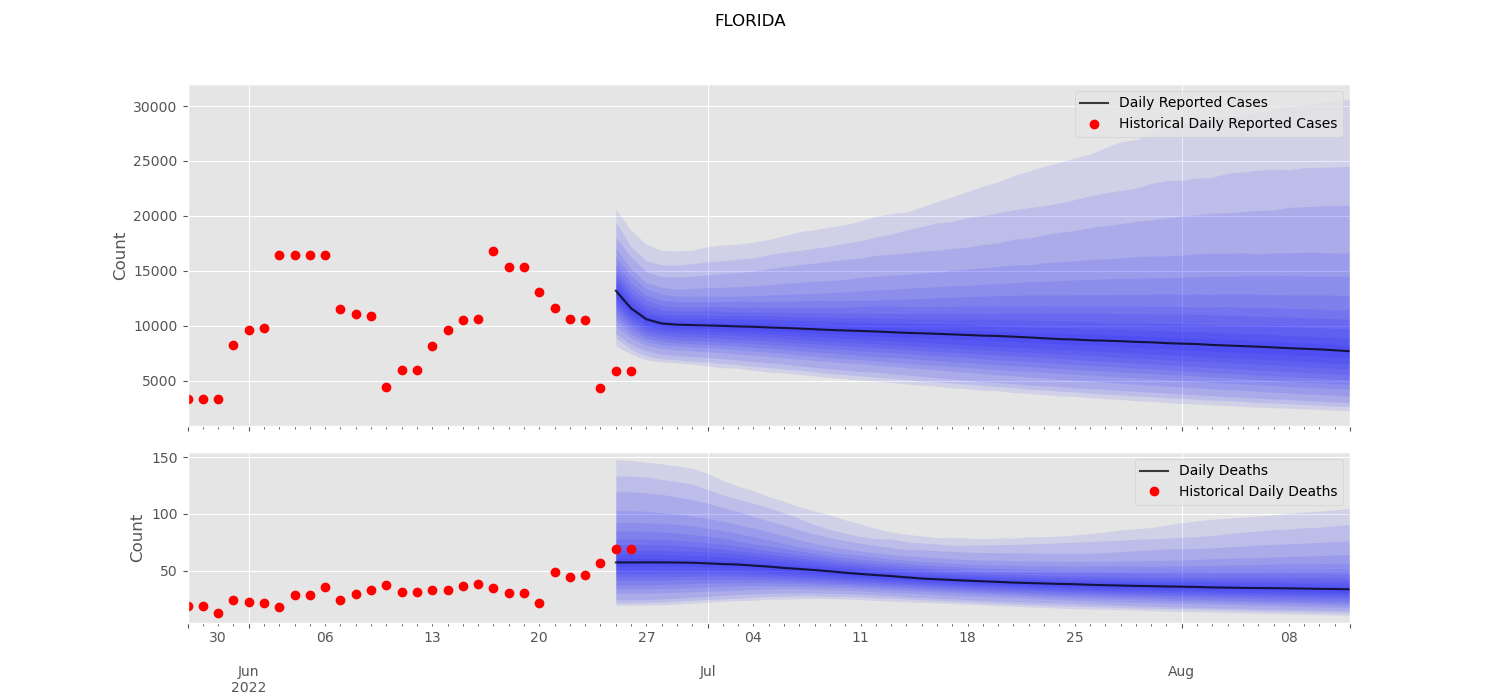 FLORIDA
30000
25000
20000
15000
10000
5000
Count
Daily Reported Cases
Historical Daily Reported Cases
150
100
50
Count
Daily Deaths
Historical Daily Deaths
30 06 13 20 27 04 11 18 25 08
Jun Jul Aug
2022